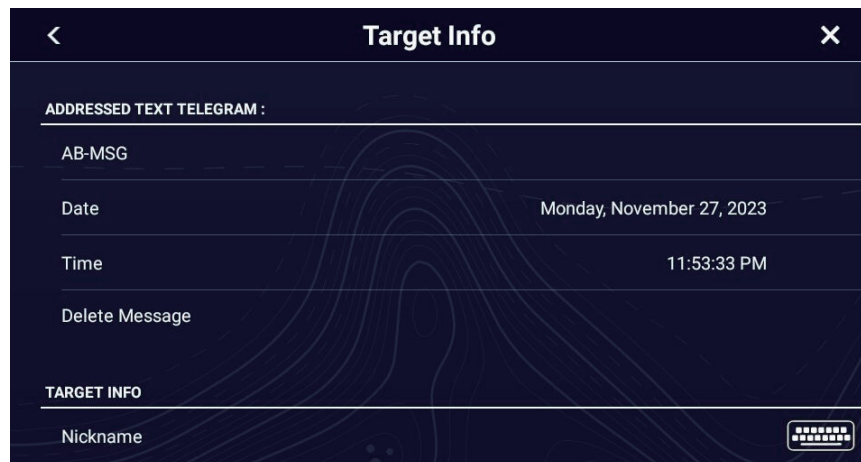 Target Info
ADDRESSED TEXT TELEGRAM :
AB-MSG
Date Monday, November 27, 2023
Time 11:53:33 PM
Delete Message
TARGET INFO
Nickname